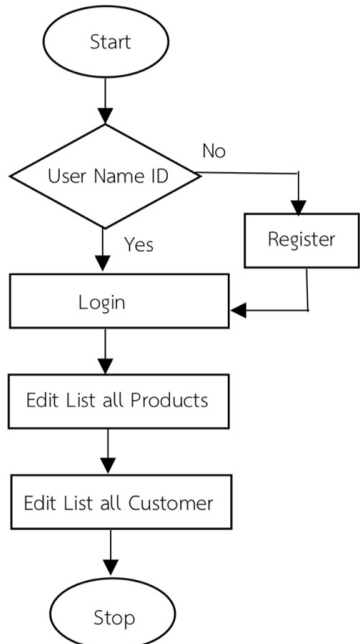 Start
User Name ID
No
Yes
Register
Login
Edit List all Products
Edit List all Customer
Stop